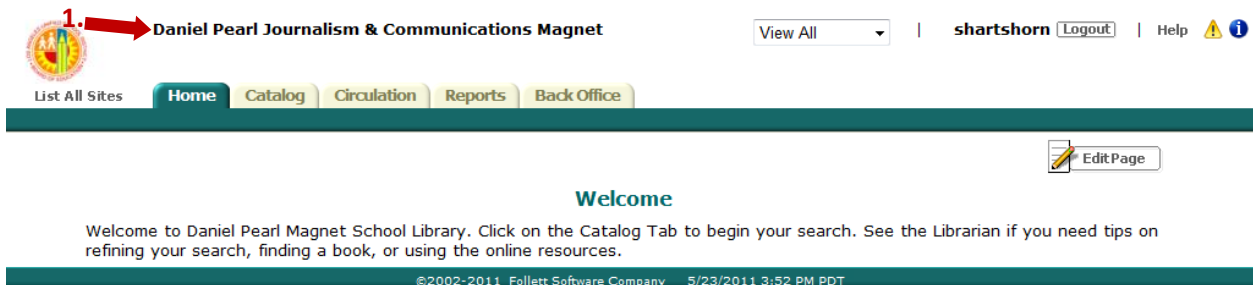 1.
Daniel Pearl Journalism & Communications Magnet View All | shartshorn Logout | Help
List All Sites Home Catalog Circulation Reports Back Office
EditPage
Welcome
Welcome to Daniel Pearl Magnet School Library. Click on the Catalog Tab to begin your search. See the Librarian if you need tips on
refining your search, finding a book, or using the online resources.
©2002-2011 Follett Software Company 5/23/2011 3:52 PM PDT